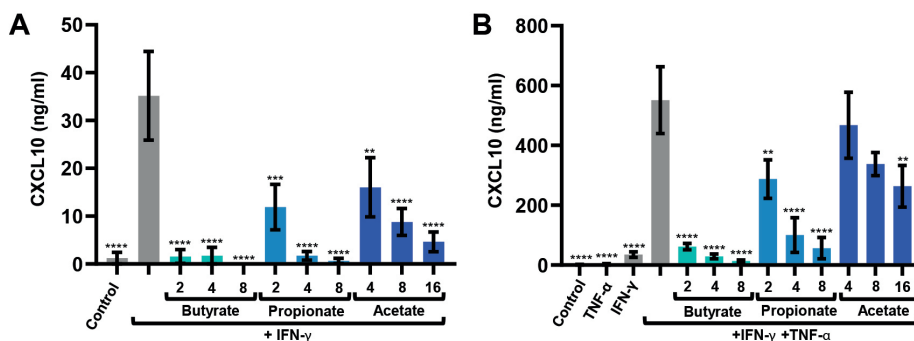 A
CXCL10 (ng/ml)
50
40
30
20
10
0
**** **** **** **** *** **** **** ** **** ****
Control
2 4 8 2 4 8 4 8 16
Butyrate Propionate Acetate
+ IFN-γ
B
CXCL10 (ng/ml)
800
600
400
200
0
**** **** **** **** **** **** ** **** **** **
Control
TNF-α
IFN-γ
2 4 8 2 4 8 4 8 16
Butyrate Propionate Acetate
+IFN-γ +TNF-α